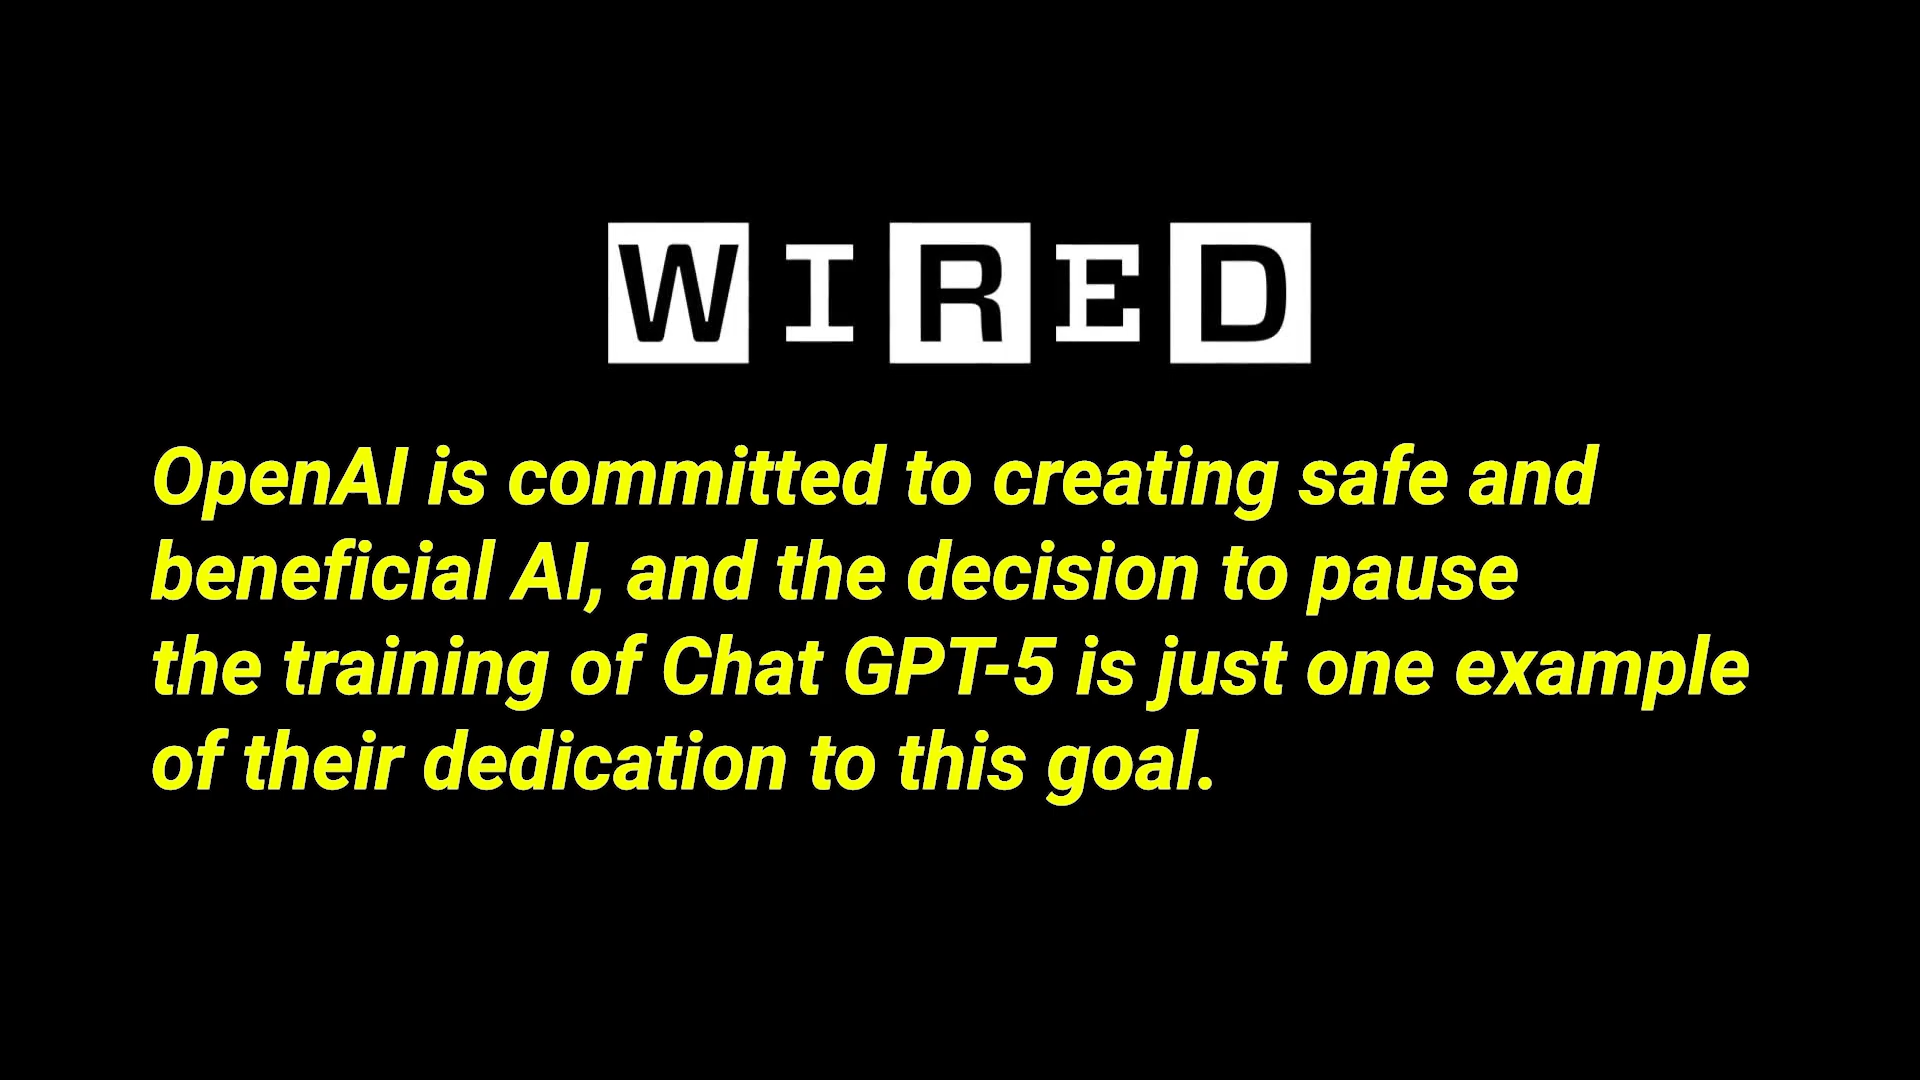 WIRED
OpenAI is committed to creating safe and
beneficial AI, and the decision to pause
the training of Chat GPT-5 is just one example
of their dedication to this goal.